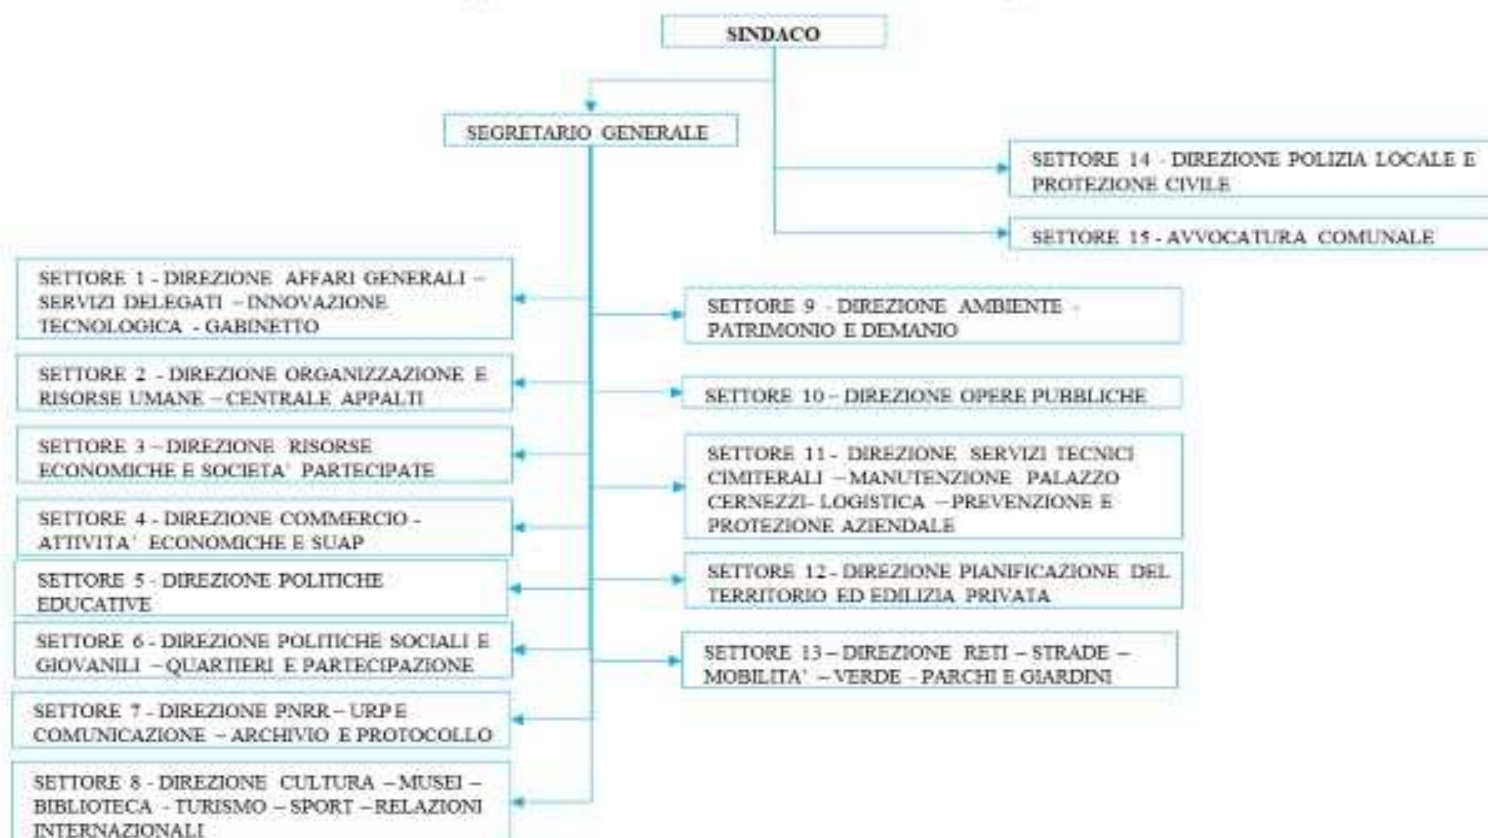 SINDACO
SEGRETARIO GENERALE
SETTORE 14 - DIREZIONE POLIZIA LOCALE E
PROTEZIONE CIVILE
SETTORE 15 - AVVOCATURA COMUNALE
SETTORE 1 - DIREZIONE AFFARI GENERALI –
SERVIZI DELEGATI – INNOVAZIONE
TECNOLOGICA - GABINETTO
SETTORE 2 - DIREZIONE ORGANIZZAZIONE E
RISORSE UMANE – CENTRALE APPALTI
SETTORE 3 – DIREZIONE RISORSE
ECONOMICHE E SOCIETA' PARTECIPATE
SETTORE 4 - DIREZIONE COMMERCIO -
ATTIVITA' ECONOMICHE E SUAP
SETTORE 5 - DIREZIONE POLITICHE
EDUCATIVE
SETTORE 6 - DIREZIONE POLITICHE SOCIALI E
GIOVANILI – QUARTIERI E PARTECIPAZIONE
SETTORE 7 - DIREZIONE PNRR – URP E
COMUNICAZIONE – ARCHIVIO E PROTOCOLLO
SETTORE 8 - DIREZIONE CULTURA – MUSEI –
BIBLIOTECA - TURISMO – SPORT – RELAZIONI
INTERNAZIONALI
SETTORE 9 - DIREZIONE AMBIENTE -
PATRIMONIO E DEMANIO
SETTORE 10 – DIREZIONE OPERE PUBBLICHE
SETTORE 11 - DIREZIONE SERVIZI TECNICI
CIMITERALI – MANUTENZIONE PALAZZO
CERNEZZI- LOGISTICA – PREVENZIONE E
PROTEZIONE AZIENDALE
SETTORE 12 - DIREZIONE PIANIFICAZIONE DEL
TERRITORIO ED EDILIZIA PRIVATA
SETTORE 13 – DIREZIONE RETI – STRADE –
MOBILITA' – VERDE - PARCHI E GIARDINI